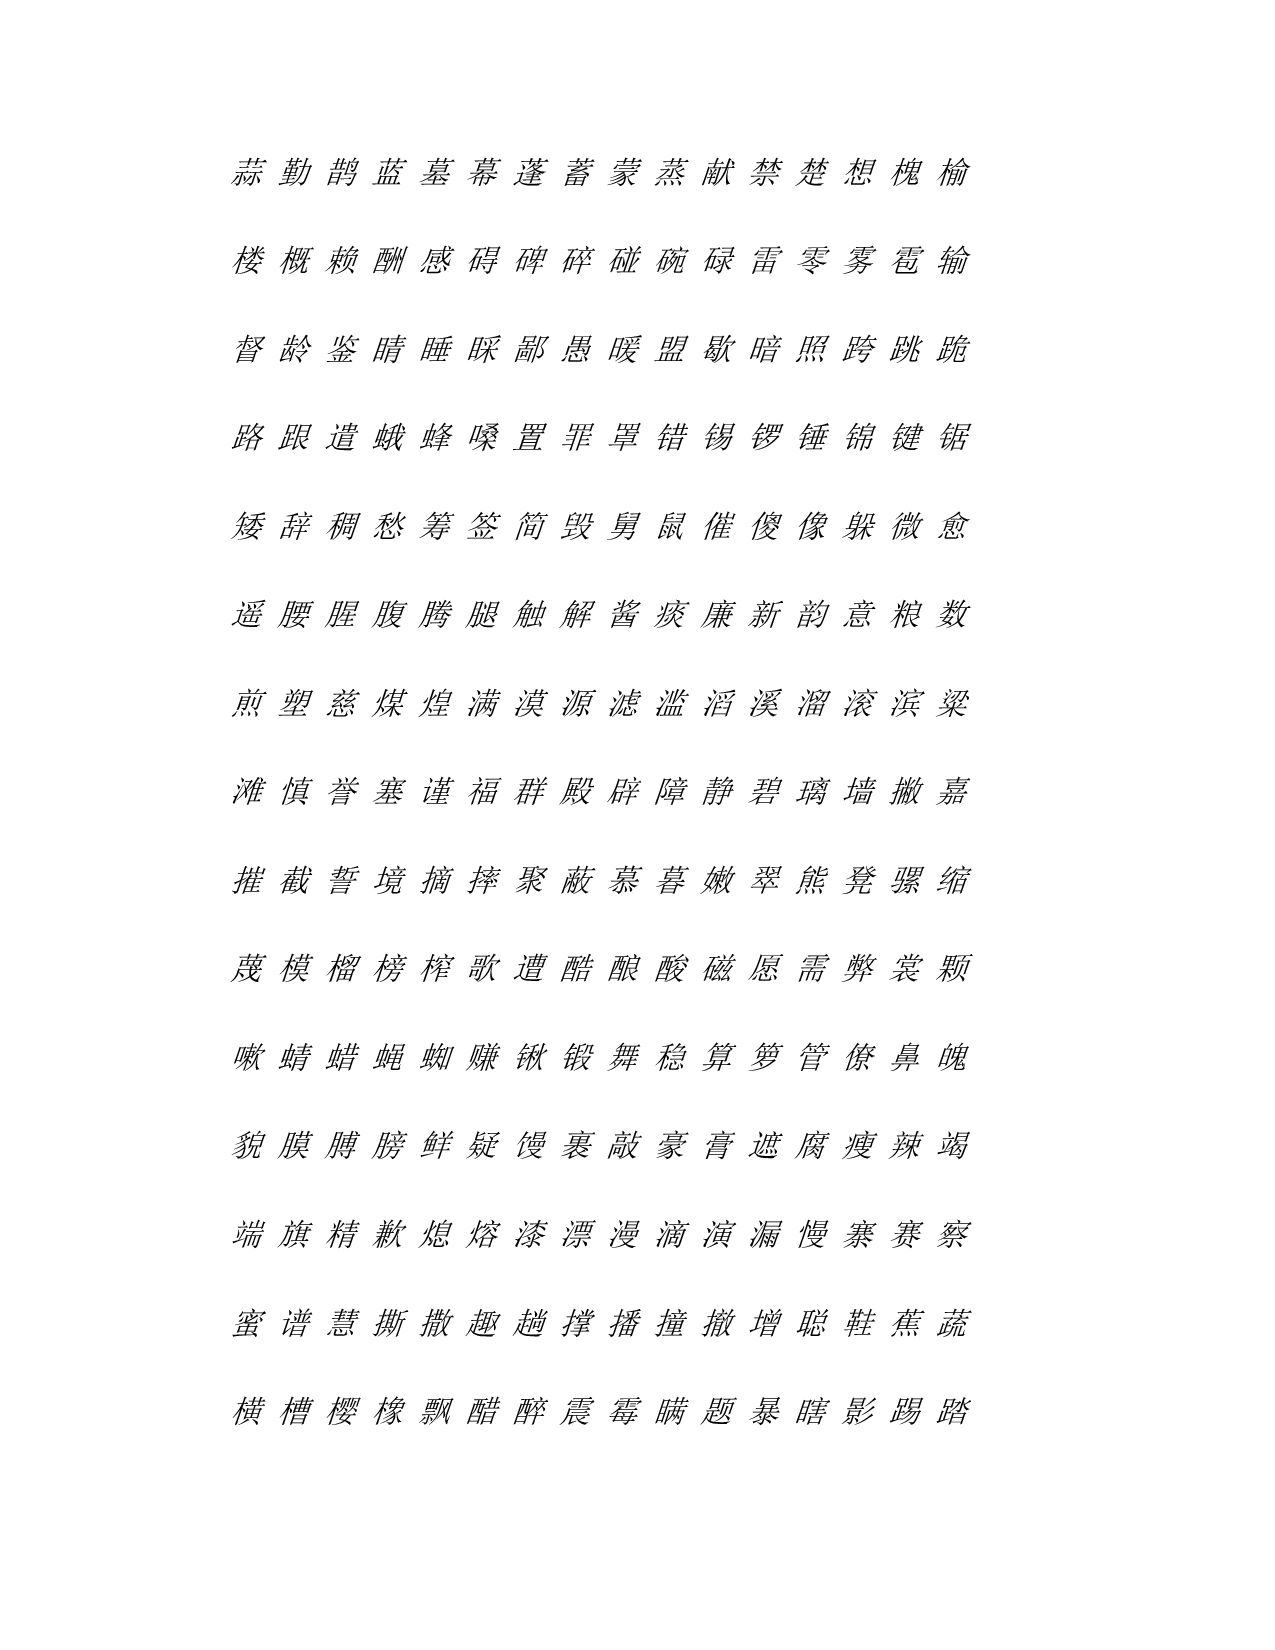 蒜 勤 鹊 蓝 墓 幕 蓬 蓄 蒙 蒸 献 禁 楚 想 槐 榆
楼 概 赖 酬 感 碍 碑 碎 碰 碗 碌 雷 零 雾 雹 输
督 龄 鉴 睛 睡 睬 鄙 愚 暖 盟 歇 暗 照 跨 跳 跪
路 跟 遣 蛾 蜂 嗓 置 罪 罩 错 锡 锣 锤 锦 键 锯
矮 辞 稠 愁 筹 签 简 毁 舅 鼠 催 傻 像 躲 微 愈
遥 腰 腥 腹 腾 腿 触 解 酱 痰 廉 新 韵 意 粮 数
煎 塑 慈 煤 煌 满 漠 源 滤 滥 滔 溪 溜 滚 滨 粱
滩 慎 誉 塞 谨 福 群 殿 辟 障 静 碧 璃 墙 撇 嘉
摧 截 誓 境 摘 摔 聚 蔽 慕 暮 嫩 翠 熊 凳 骡 缩
蔑 模 榴 榜 榨 歌 遭 酷 酿 酸 磁 愿 需 弊 裳 颗
嗽 蜻 蜡 蝇 蜘 赚 锹 锻 舞 稳 算 箩 管 僚 鼻 魄
貌 膜 膊 膀 鲜 疑 馒 裹 敲 豪 膏 遮 腐 瘦 辣 竭
端 旗 精 歉 熄 熔 漆 漂 漫 滴 演 漏 慢 寨 赛 察
蜜 谱 慧 撕 撒 趣 趟 撑 播 撞 撤 增 聪 鞋 蕉 蔬
横 槽 樱 橡 飘 醋 醉 震 霉 瞒 题 暴 瞎 影 踢 踏